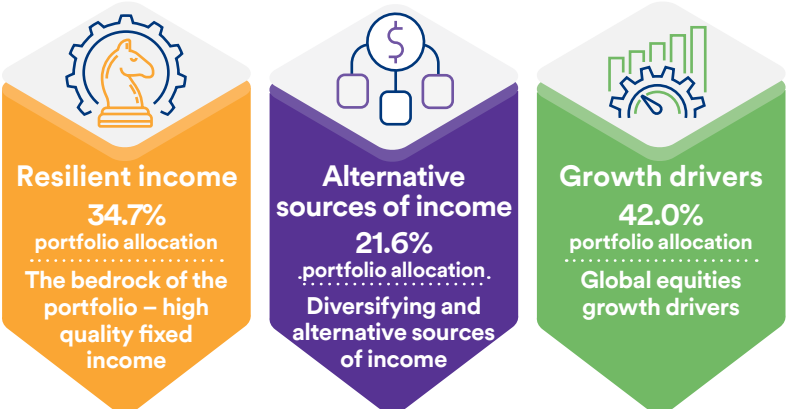 $
Resilient income
34.7%
portfolio allocation
The bedrock of the
portfolio – high
quality fixed
income
Alternative
sources of income
21.6%
portfolio allocation
Diversifying and
alternative sources
of income
Growth drivers
42.0%
portfolio allocation
Global equities
growth drivers